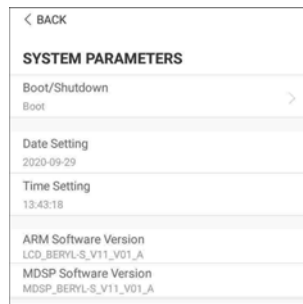 < BACK
SYSTEM PARAMETERS
Boot/Shutdown
Boot
Date Setting
2020-09-29
Time Setting
13:43:18
ARM Software Version
LCD_BERYL-S_V11_V01_A
MDSP Software Version
MDSP_BERYL-S_V11_V01_A